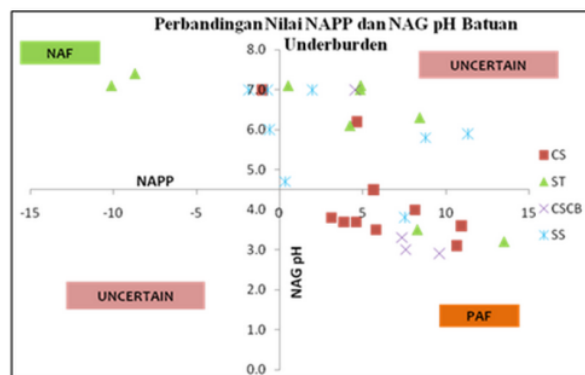 Perbandingan Nilai NAPP dan NAG pH Batuan
Underburden
NAF
UNCERTAIN
8.0
7.0
6.0
5.0
NAPP
-15
-10
-5
0
5
10
15
4.0
3.0
2.0
1.0
0.0
NAG pH
CS
ST
CSCB
SS
UNCERTAIN
PAF